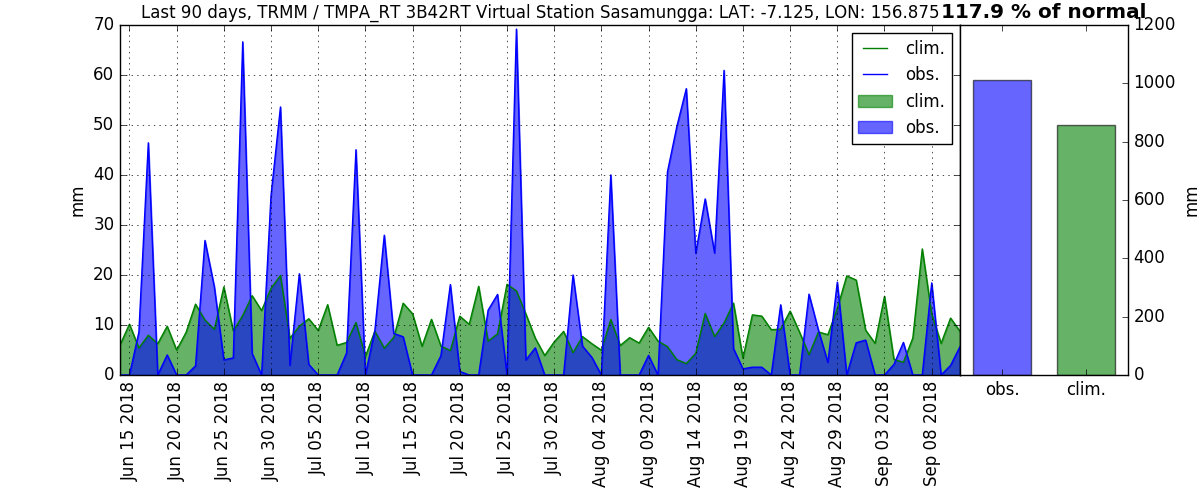 Last 90 days, TRMM / TMPA_RT 3B42RT Virtual Station Sasamungga: LAT: -7.125, LON: 156.875
117.9 % of normal
70
60
50
40
30
20
10
0
mm
clim.
obs.
clim.
obs.
1200
1000
800
600
400
200
0
mm
Jun 15 2018
Jun 20 2018
Jun 25 2018
Jun 30 2018
Jul 05 2018
Jul 10 2018
Jul 15 2018
Jul 20 2018
Jul 25 2018
Jul 30 2018
Aug 04 2018
Aug 09 2018
Aug 14 2018
Aug 19 2018
Aug 24 2018
Aug 29 2018
Sep 03 2018
Sep 08 2018
obs.
clim.